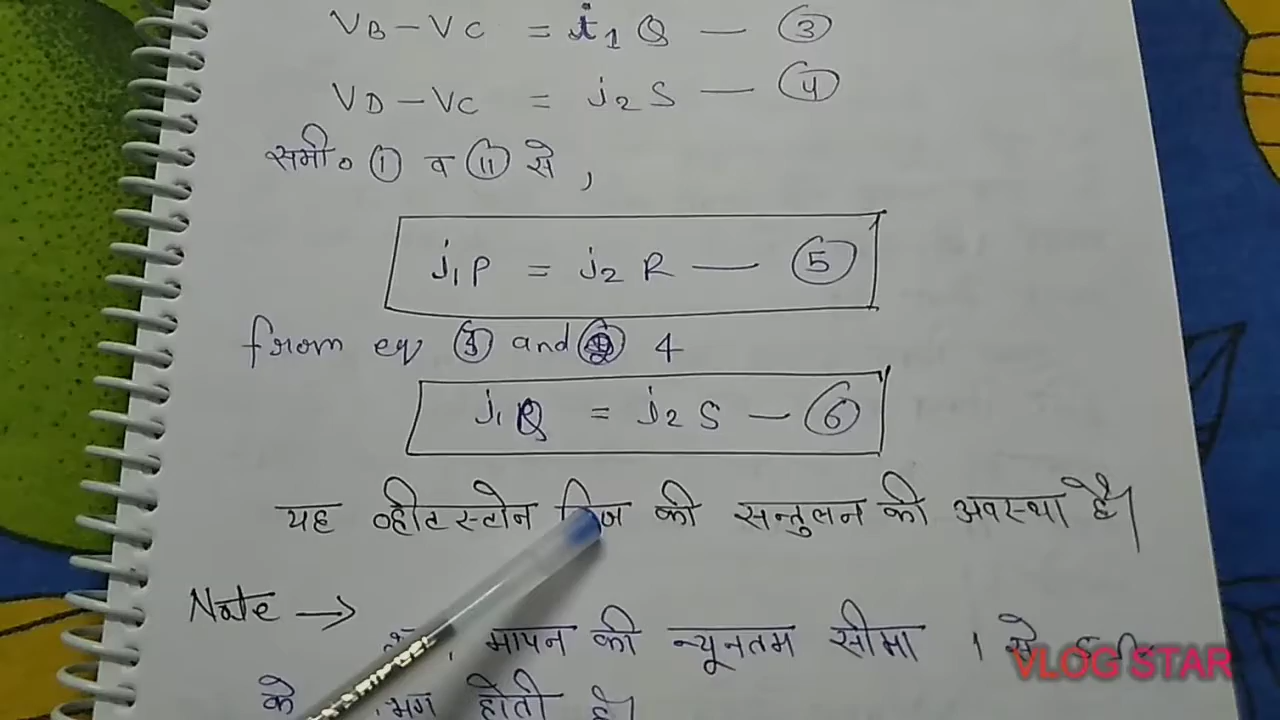 VB – VC = i1 Q — ③
VD – VC = i2 S — ④
समी० ① व ⑪ से ,
i1 P = i2 R — ⑤
from eq ③ and 4
i1 Q = i2 S — ⑥
यह व्हीटस्टोन की सन्तुलन की अवस्था है।
Note →
मापन की न्यूनतम सीमा 1 से
के होती है।
VLOG STAR